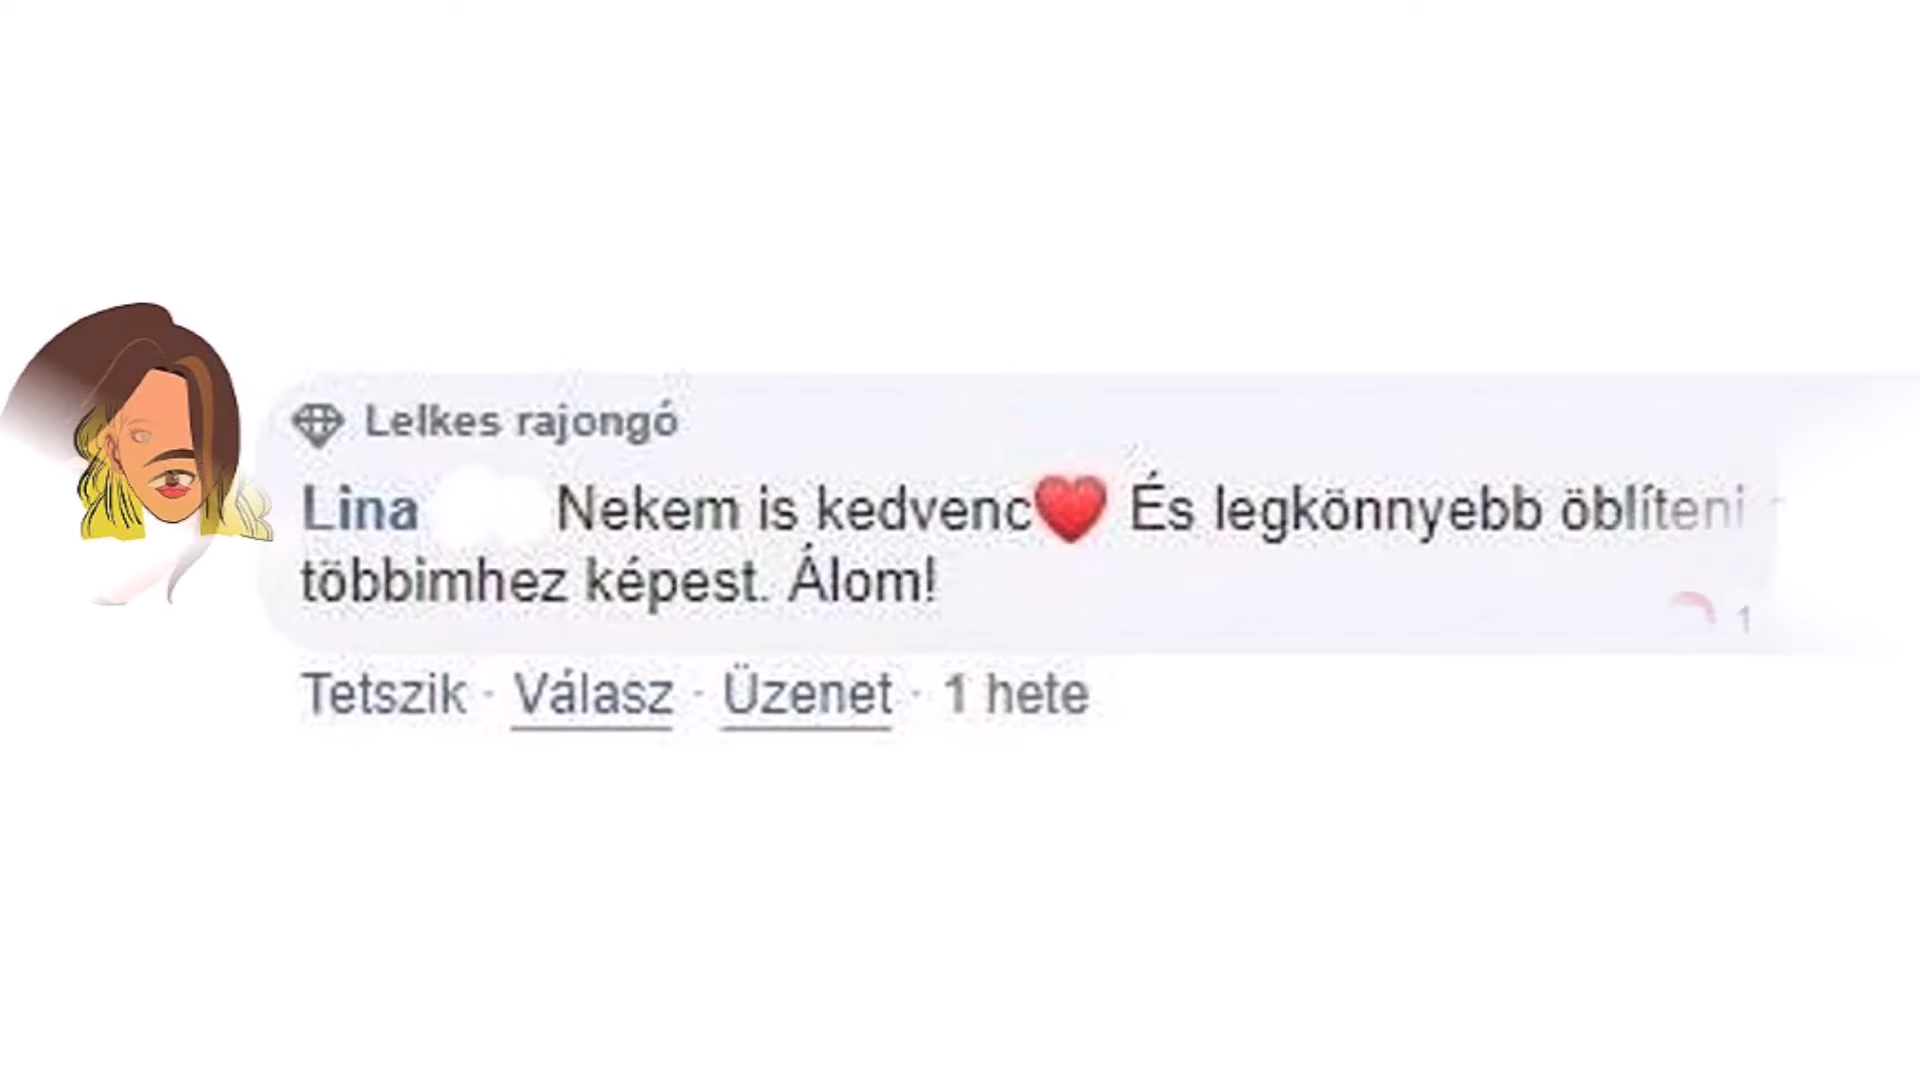 Lelkes rajongó
Lina Nekem is kedvenc❤️ És legkönnyebb öblíteni
többimhez képest. Álom!
1
Tetszik · Válasz · Üzenet · 1 hete